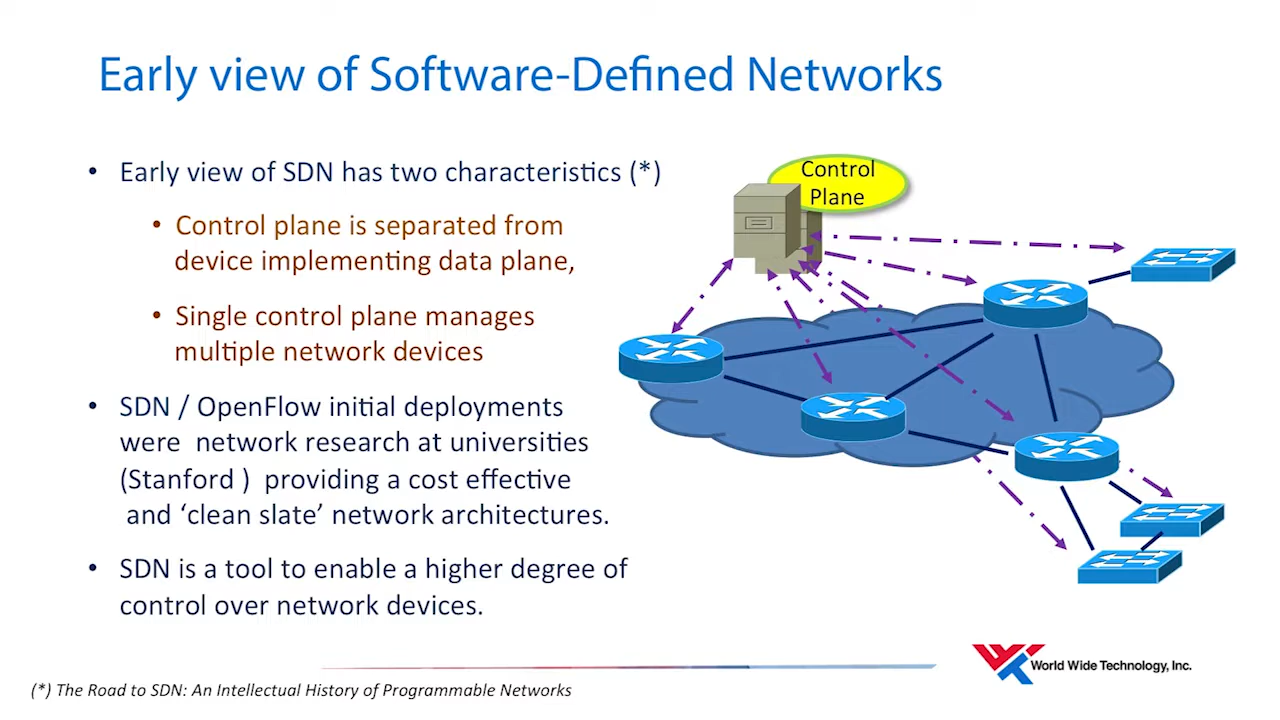 Early view of Software-Defined Networks
• Early view of SDN has two characteristics (*)
• Control plane is separated from
device implementing data plane,
• Single control plane manages
multiple network devices
• SDN / OpenFlow initial deployments
were network research at universities
(Stanford ) providing a cost effective
and ‘clean slate’ network architectures.
• SDN is a tool to enable a higher degree of
control over network devices.
Control
Plane
World Wide Technology, Inc.
(*) The Road to SDN: An Intellectual History of Programmable Networks